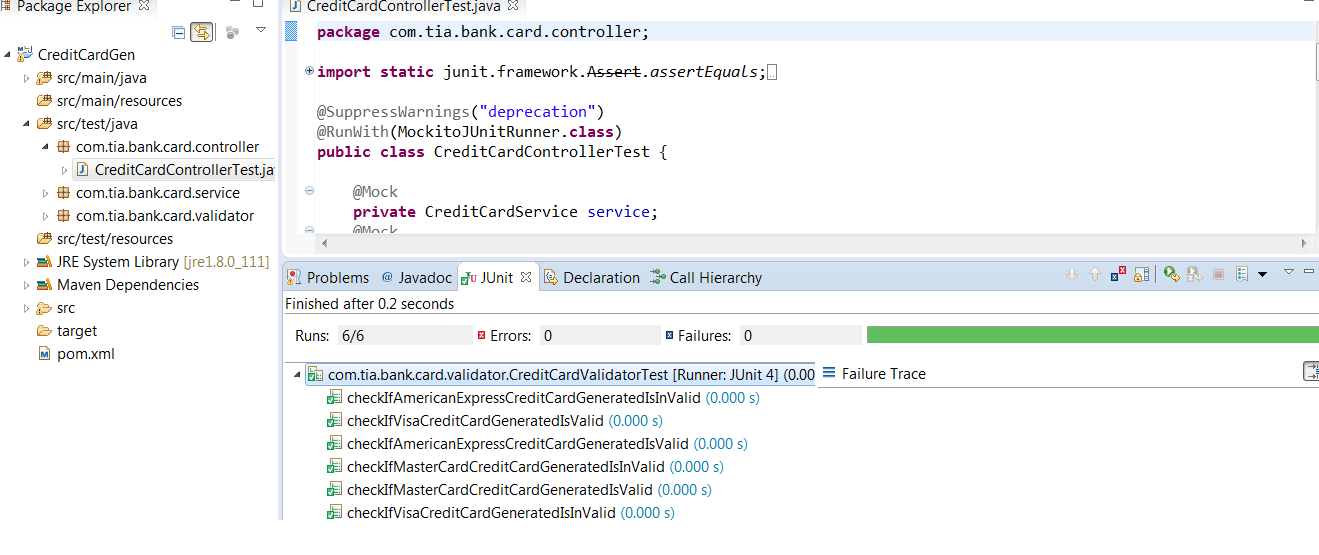 Package Explorer
CreditCardGen
src/main/java
src/main/resources
src/test/java
com.tia.bank.card.controller
CreditCardControllerTest.ja
com.tia.bank.card.service
com.tia.bank.card.validator
src/test/resources
JRE System Library [jre1.8.0_111]
Maven Dependencies
src
target
pom.xml
CreditCardControllerTest.java
package com.tia.bank.card.controller;
import static junit.framework.Assert.assertEquals;
@SuppressWarnings("deprecation")
@RunWith(MockitoJUnitRunner.class)
public class CreditCardControllerTest {
@Mock
private CreditCardService service;
@Mock
Problems @ Javadoc JUnit Declaration Call Hierarchy
Finished after 0.2 seconds
Runs: 6/6 Errors: 0 Failures: 0
com.tia.bank.card.validator.CreditCardValidatorTest [Runner: JUnit 4] (0.00
Failure Trace
checkIfAmericanExpressCreditCardGeneratedIsInValid (0.000 s)
checkIfVisaCreditCardGeneratedIsValid (0.000 s)
checkIfAmericanExpressCreditCardGeneratedIsValid (0.000 s)
checkIfMasterCardCreditCardGeneratedIsInValid (0.000 s)
checkIfMasterCardCreditCardGeneratedIsValid (0.000 s)
checkIfVisaCreditCardGeneratedIsInValid (0.000 s)